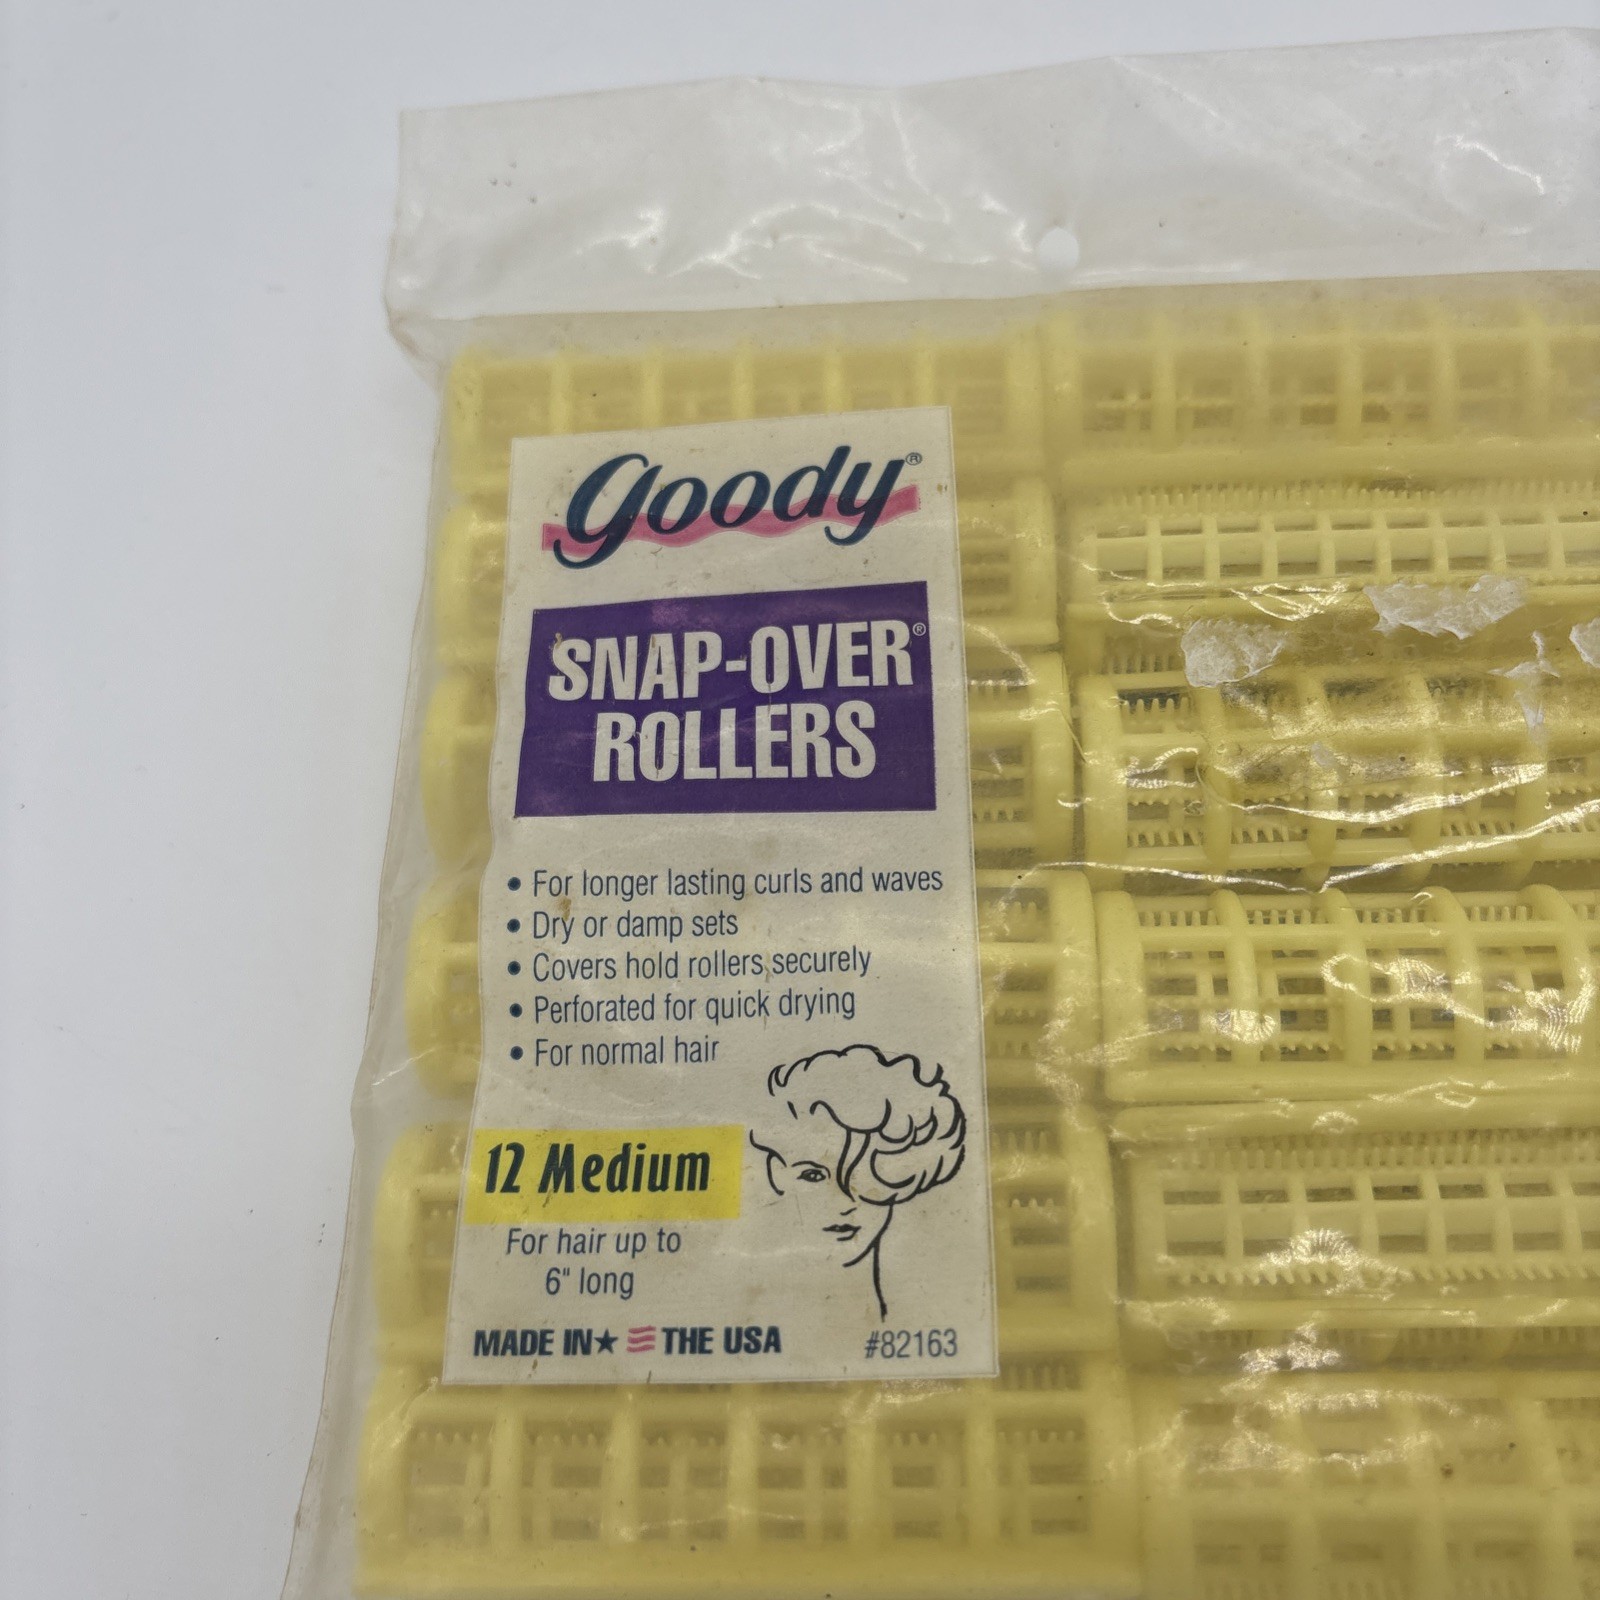 goody®
SNAP-OVER®
ROLLERS
• For longer lasting curls and waves
• Dry or damp sets
• Covers hold rollers securely
• Perforated for quick drying
• For normal hair
12 Medium
For hair up to
6" long
MADE IN★ THE USA #82163